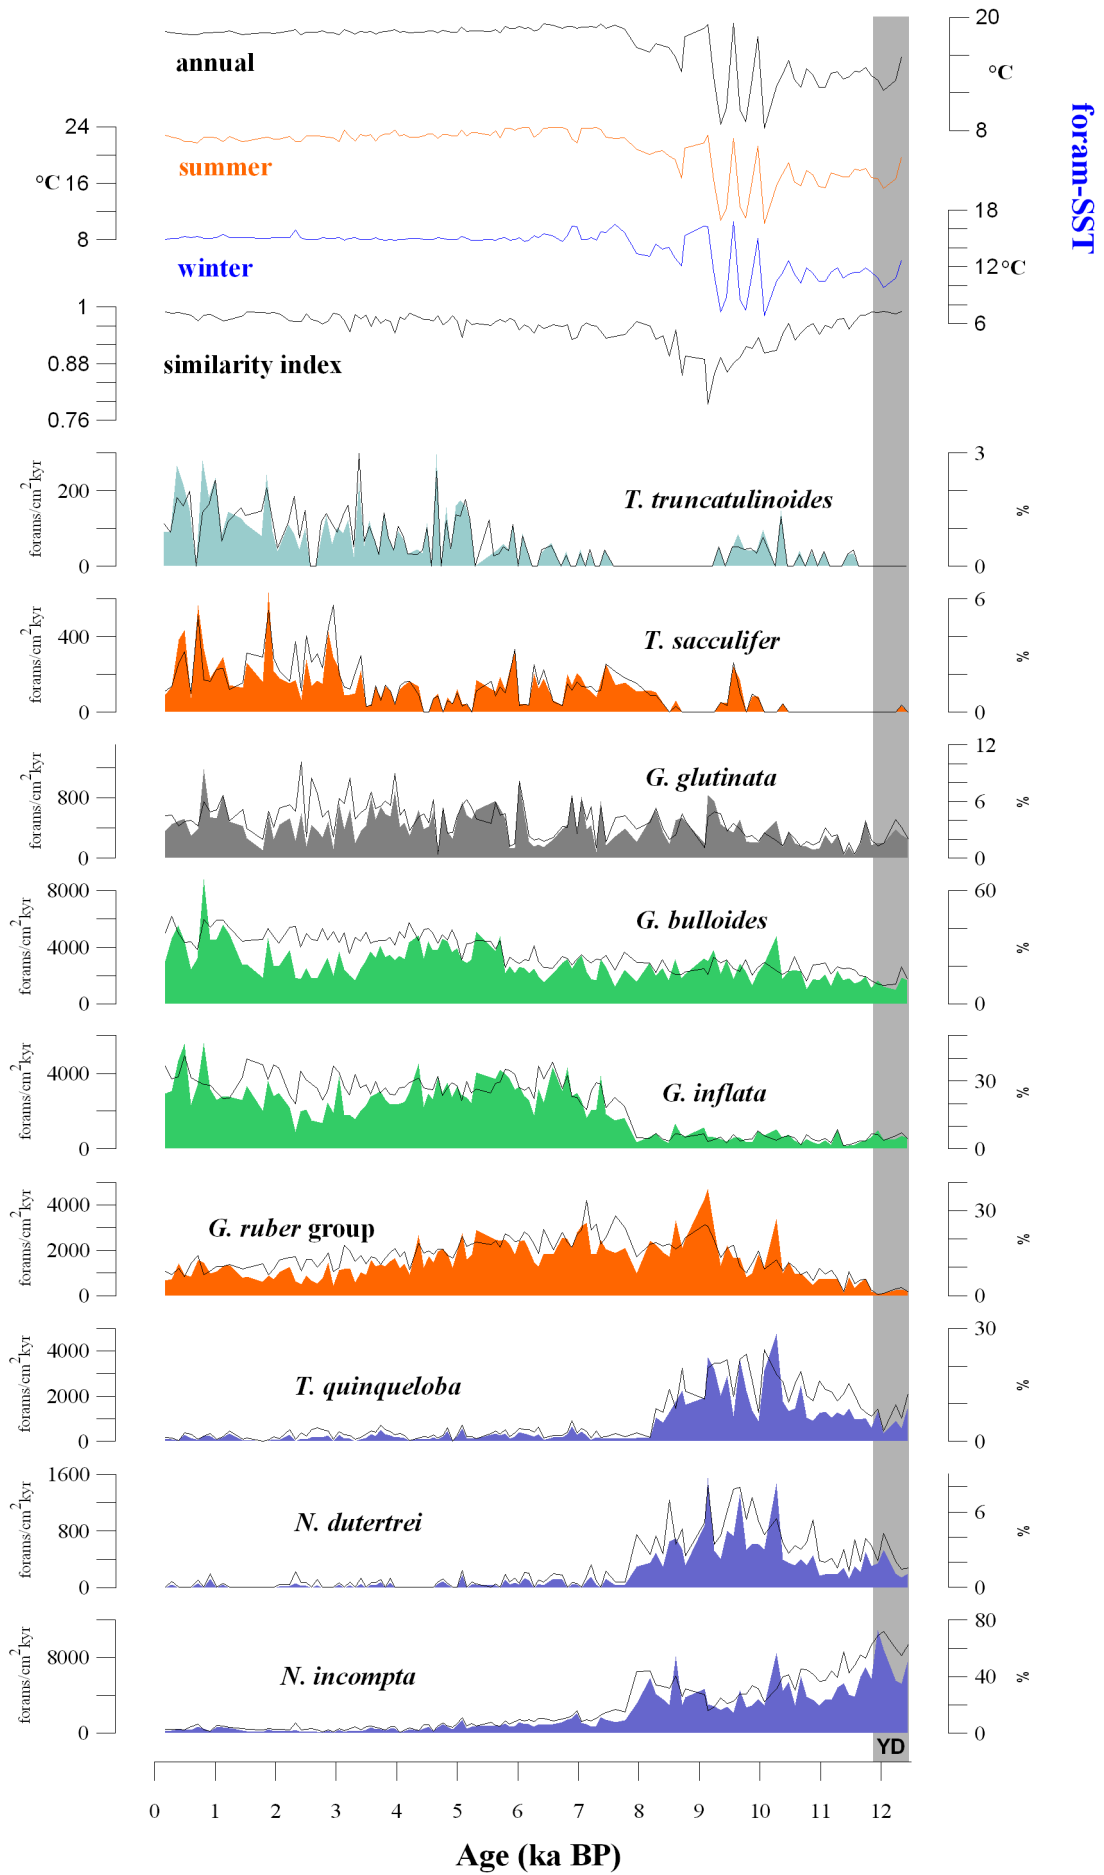 20
annual
°C
8
foram-SST
24
summer
°C 16
8
18
winter
12 °C
6
1
similarity index
0.88
0.76
forams/cm²kyr
200
0
T. truncatulinoides
3
%
0
forams/cm²kyr
400
0
T. sacculifer
6
%
0
forams/cm²kyr
800
0
G. glutinata
12
6
%
0
forams/cm²kyr
8000
4000
0
G. bulloides
60
%
0
forams/cm²kyr
4000
0
G. inflata
30
%
0
forams/cm²kyr
4000
2000
0
G. ruber group
30
%
0
forams/cm²kyr
4000
2000
0
T. quinqueloba
30
%
0
forams/cm²kyr
1600
800
0
N. dutertrei
6
%
0
forams/cm²kyr
8000
0
N. incompta
80
40
%
0
YD
0 1 2 3 4 5 6 7 8 9 10 11 12
Age (ka BP)